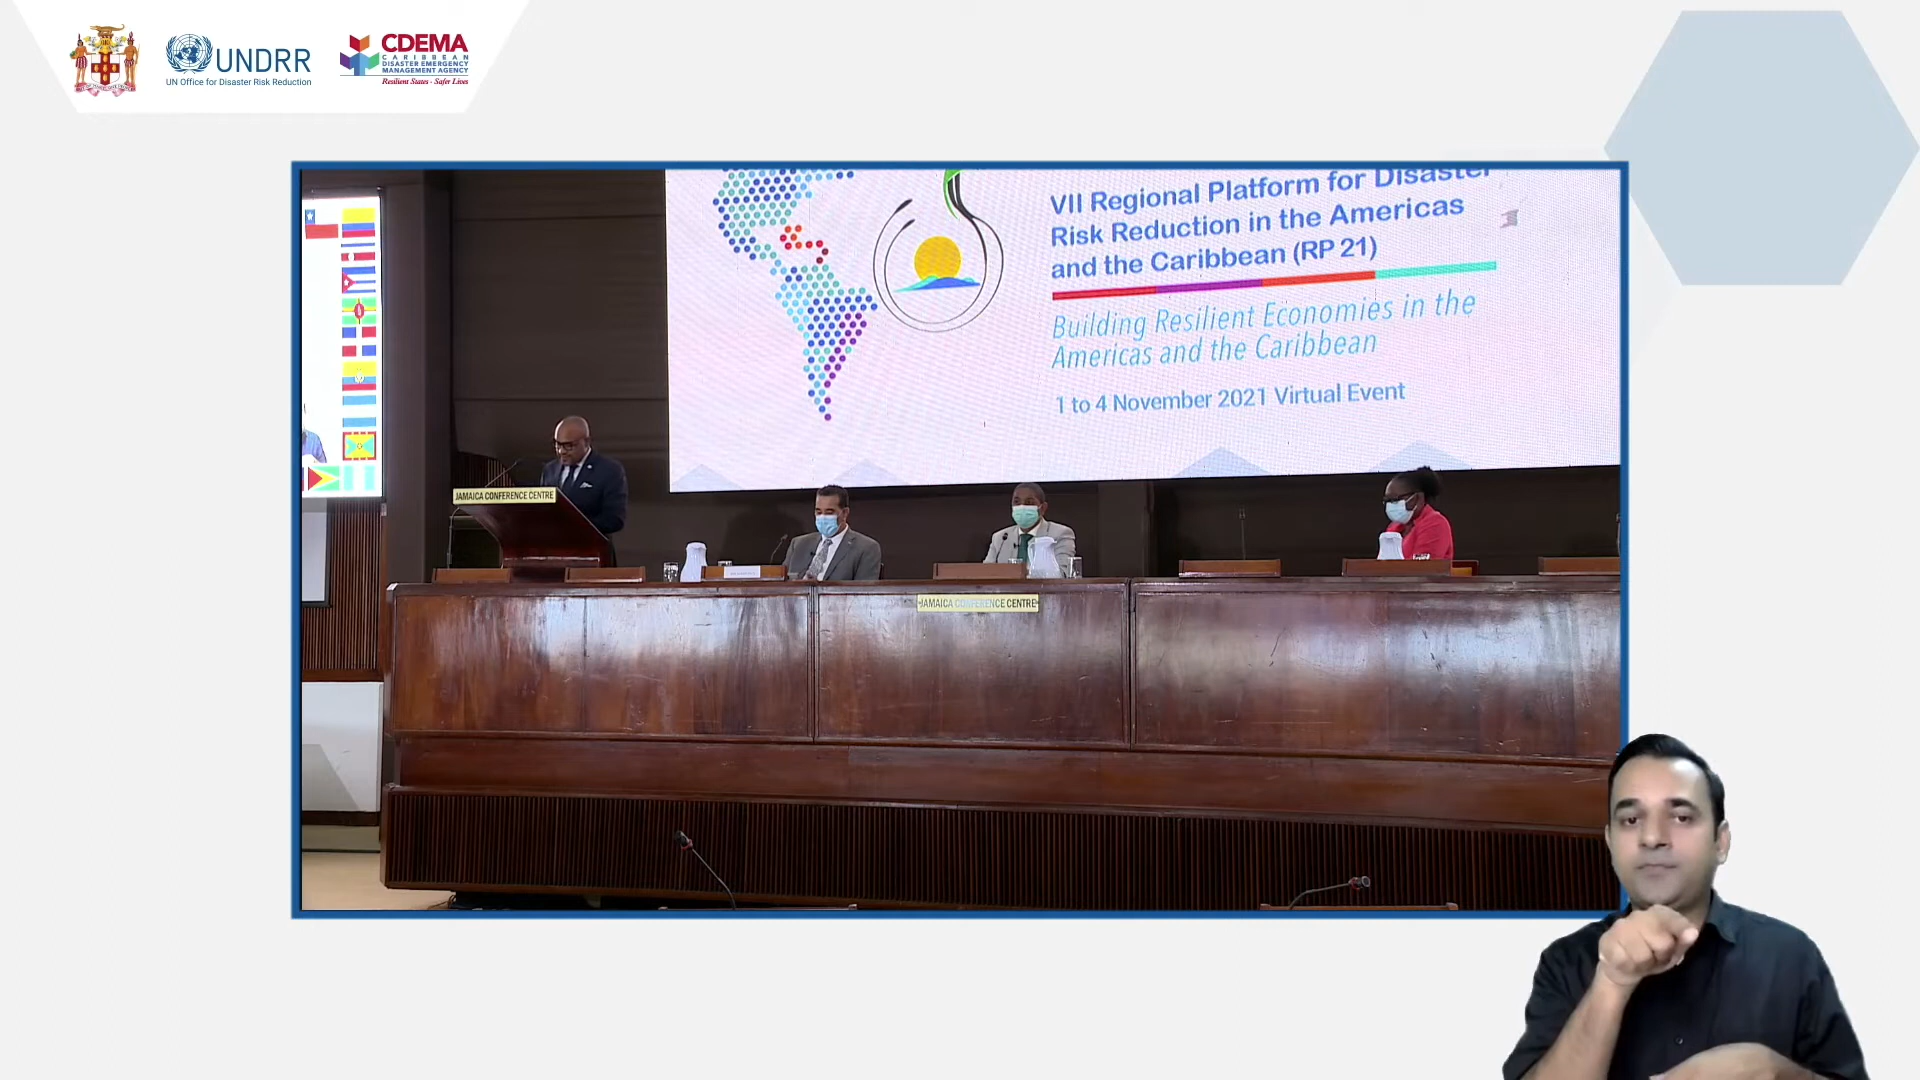 UNDRR
UN Office for Disaster Risk Reduction
CDEMA
CARIBBEAN
DISASTER EMERGENCY
MANAGEMENT AGENCY
Resilient States - Safer Lives
VII Regional Platform for Disaster
Risk Reduction in the Americas
and the Caribbean (RP 21)
Building Resilient Economies in the
Americas and the Caribbean
1 to 4 November 2021 Virtual Event
JAMAICA CONFERENCE CENTRE
JAMAICA CONFERENCE CENTRE